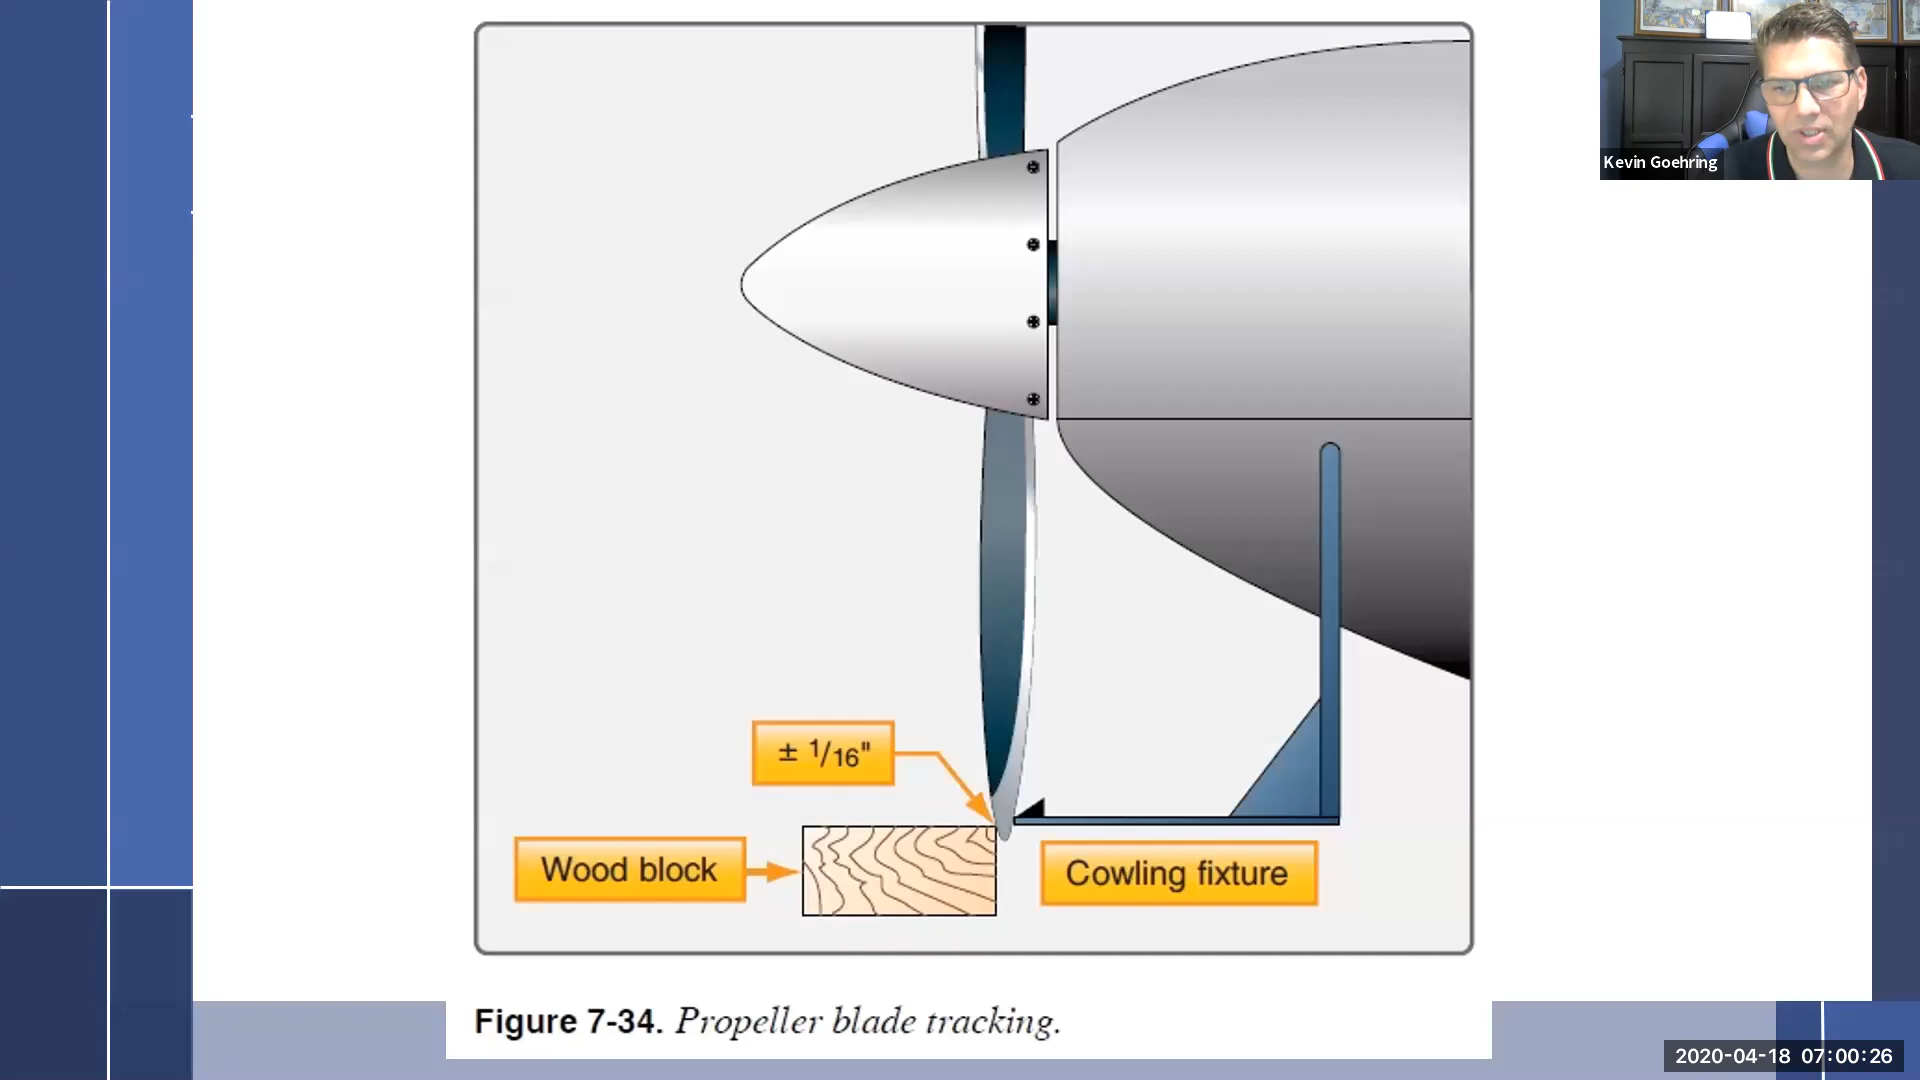 Kevin Goehring
± 1/16"
Wood block
Cowling fixture
Figure 7-34. Propeller blade tracking.
2020-04-18 07:00:26